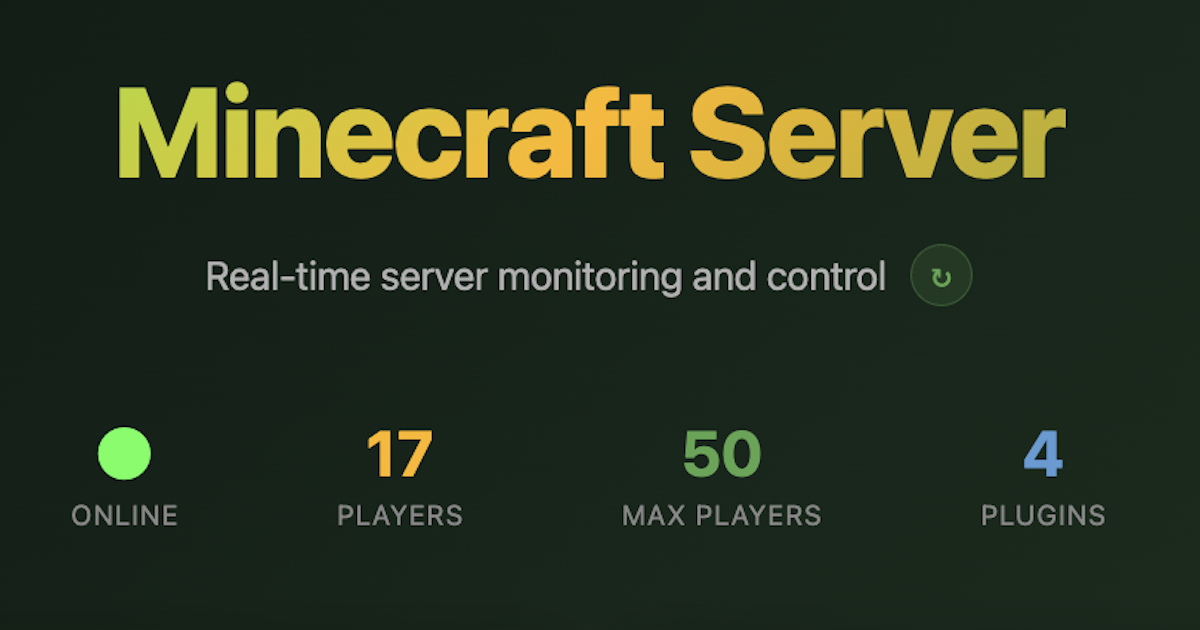 Minecraft Server
Real-time server monitoring and control ↻
17 50 4
ONLINE PLAYERS MAX PLAYERS PLUGINS